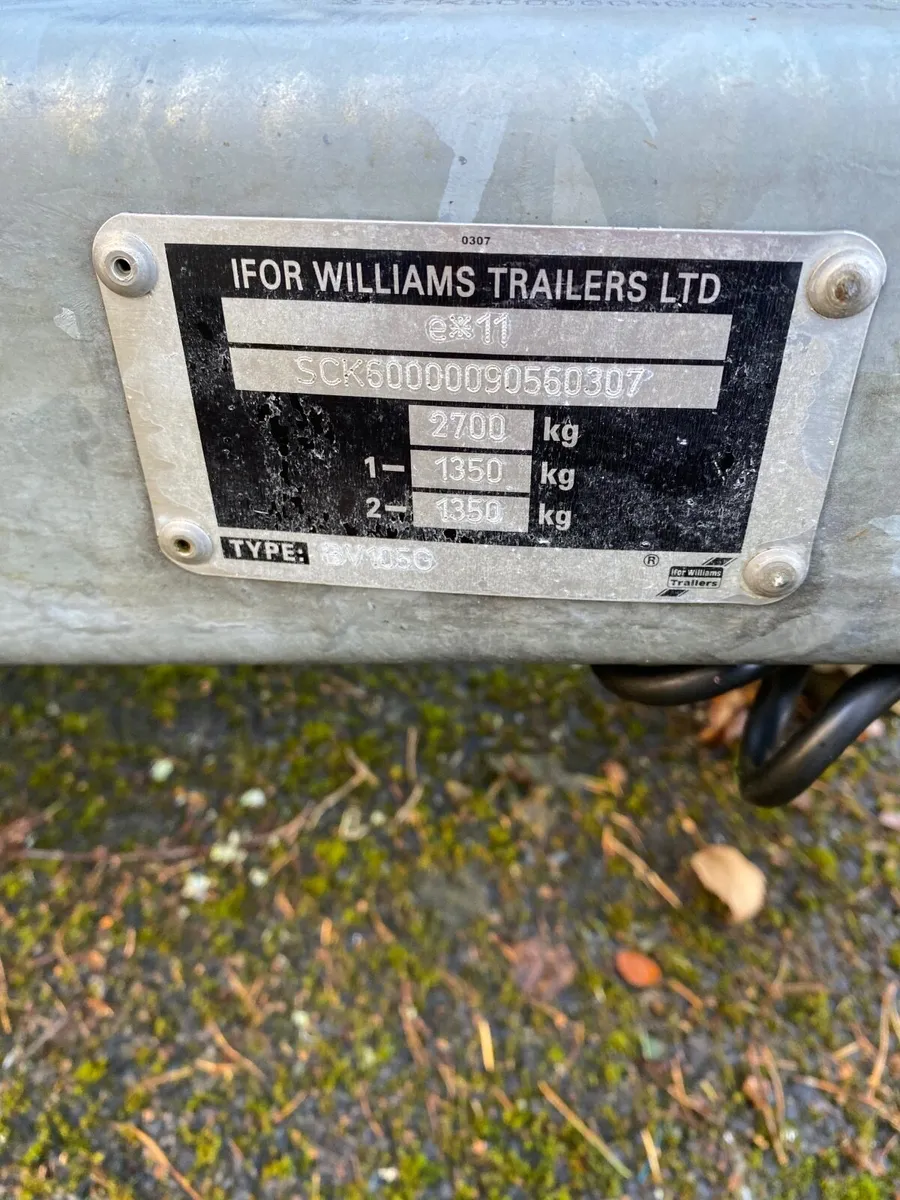 0307
IFOR WILLIAMS TRAILERS LTD
e*11
SCK60000090560307
2700 kg
1- 1350 kg
2- 1350 kg
TYPE: BV105G ®
Ifor Williams
Trailers